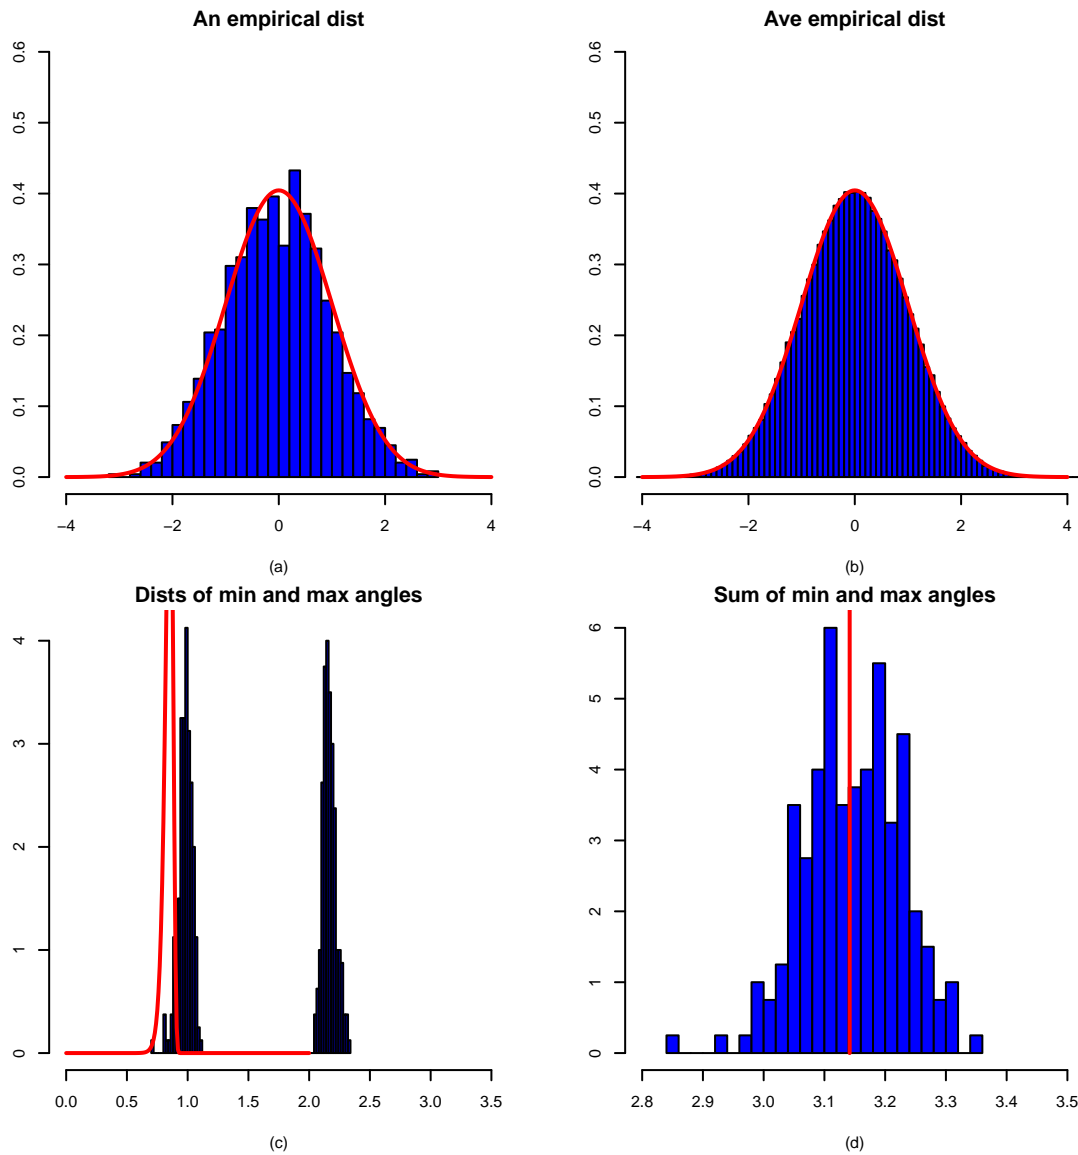 An empirical dist
0.0 0.1 0.2 0.3 0.4 0.5 0.6
−4 −2 0 2 4
(a)
Ave empirical dist
0.0 0.1 0.2 0.3 0.4 0.5 0.6
−4 −2 0 2 4
(b)
Dists of min and max angles
0 1 2 3 4
0.0 0.5 1.0 1.5 2.0 2.5 3.0 3.5
(c)
Sum of min and max angles
0 1 2 3 4 5 6
2.8 2.9 3.0 3.1 3.2 3.3 3.4 3.5
(d)